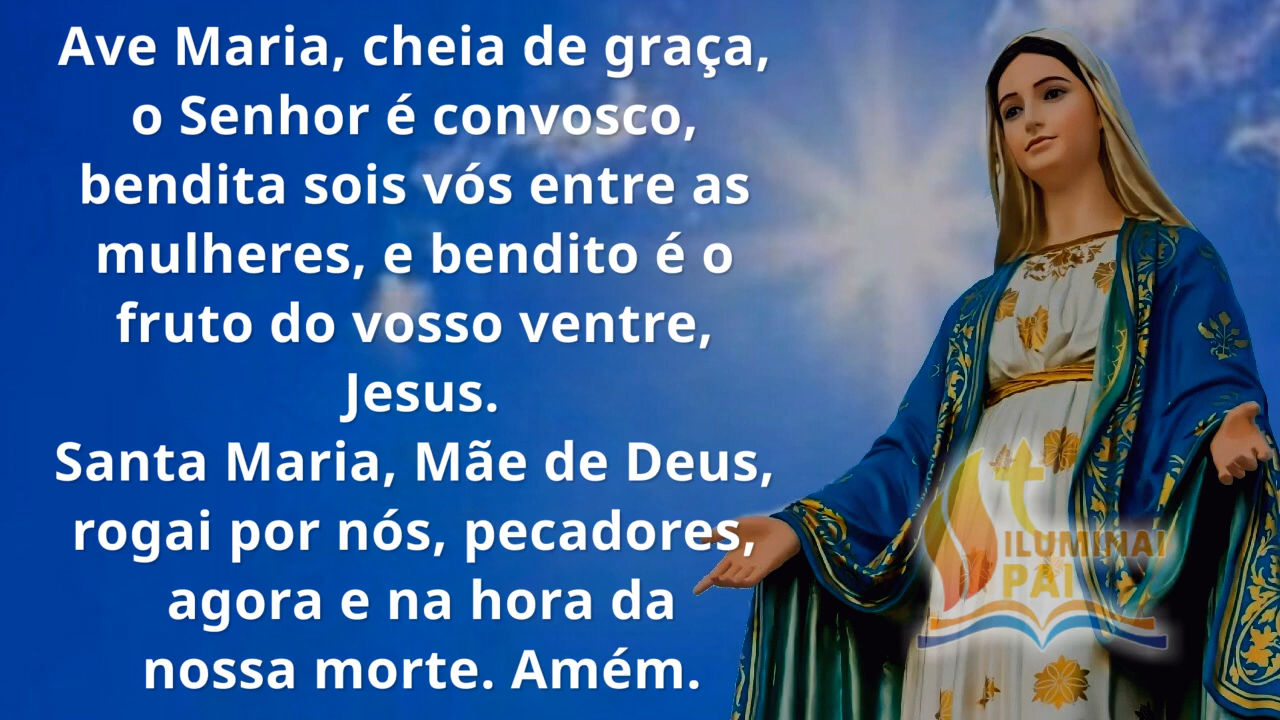 Ave Maria, cheia de graça,
o Senhor é convosco,
bendita sois vós entre as
mulheres, e bendito é o
fruto do vosso ventre,
Jesus.
Santa Maria, Mãe de Deus,
rogai por nós, pecadores,
agora e na hora da
nossa morte. Amém.
ILUMINAI
PAI